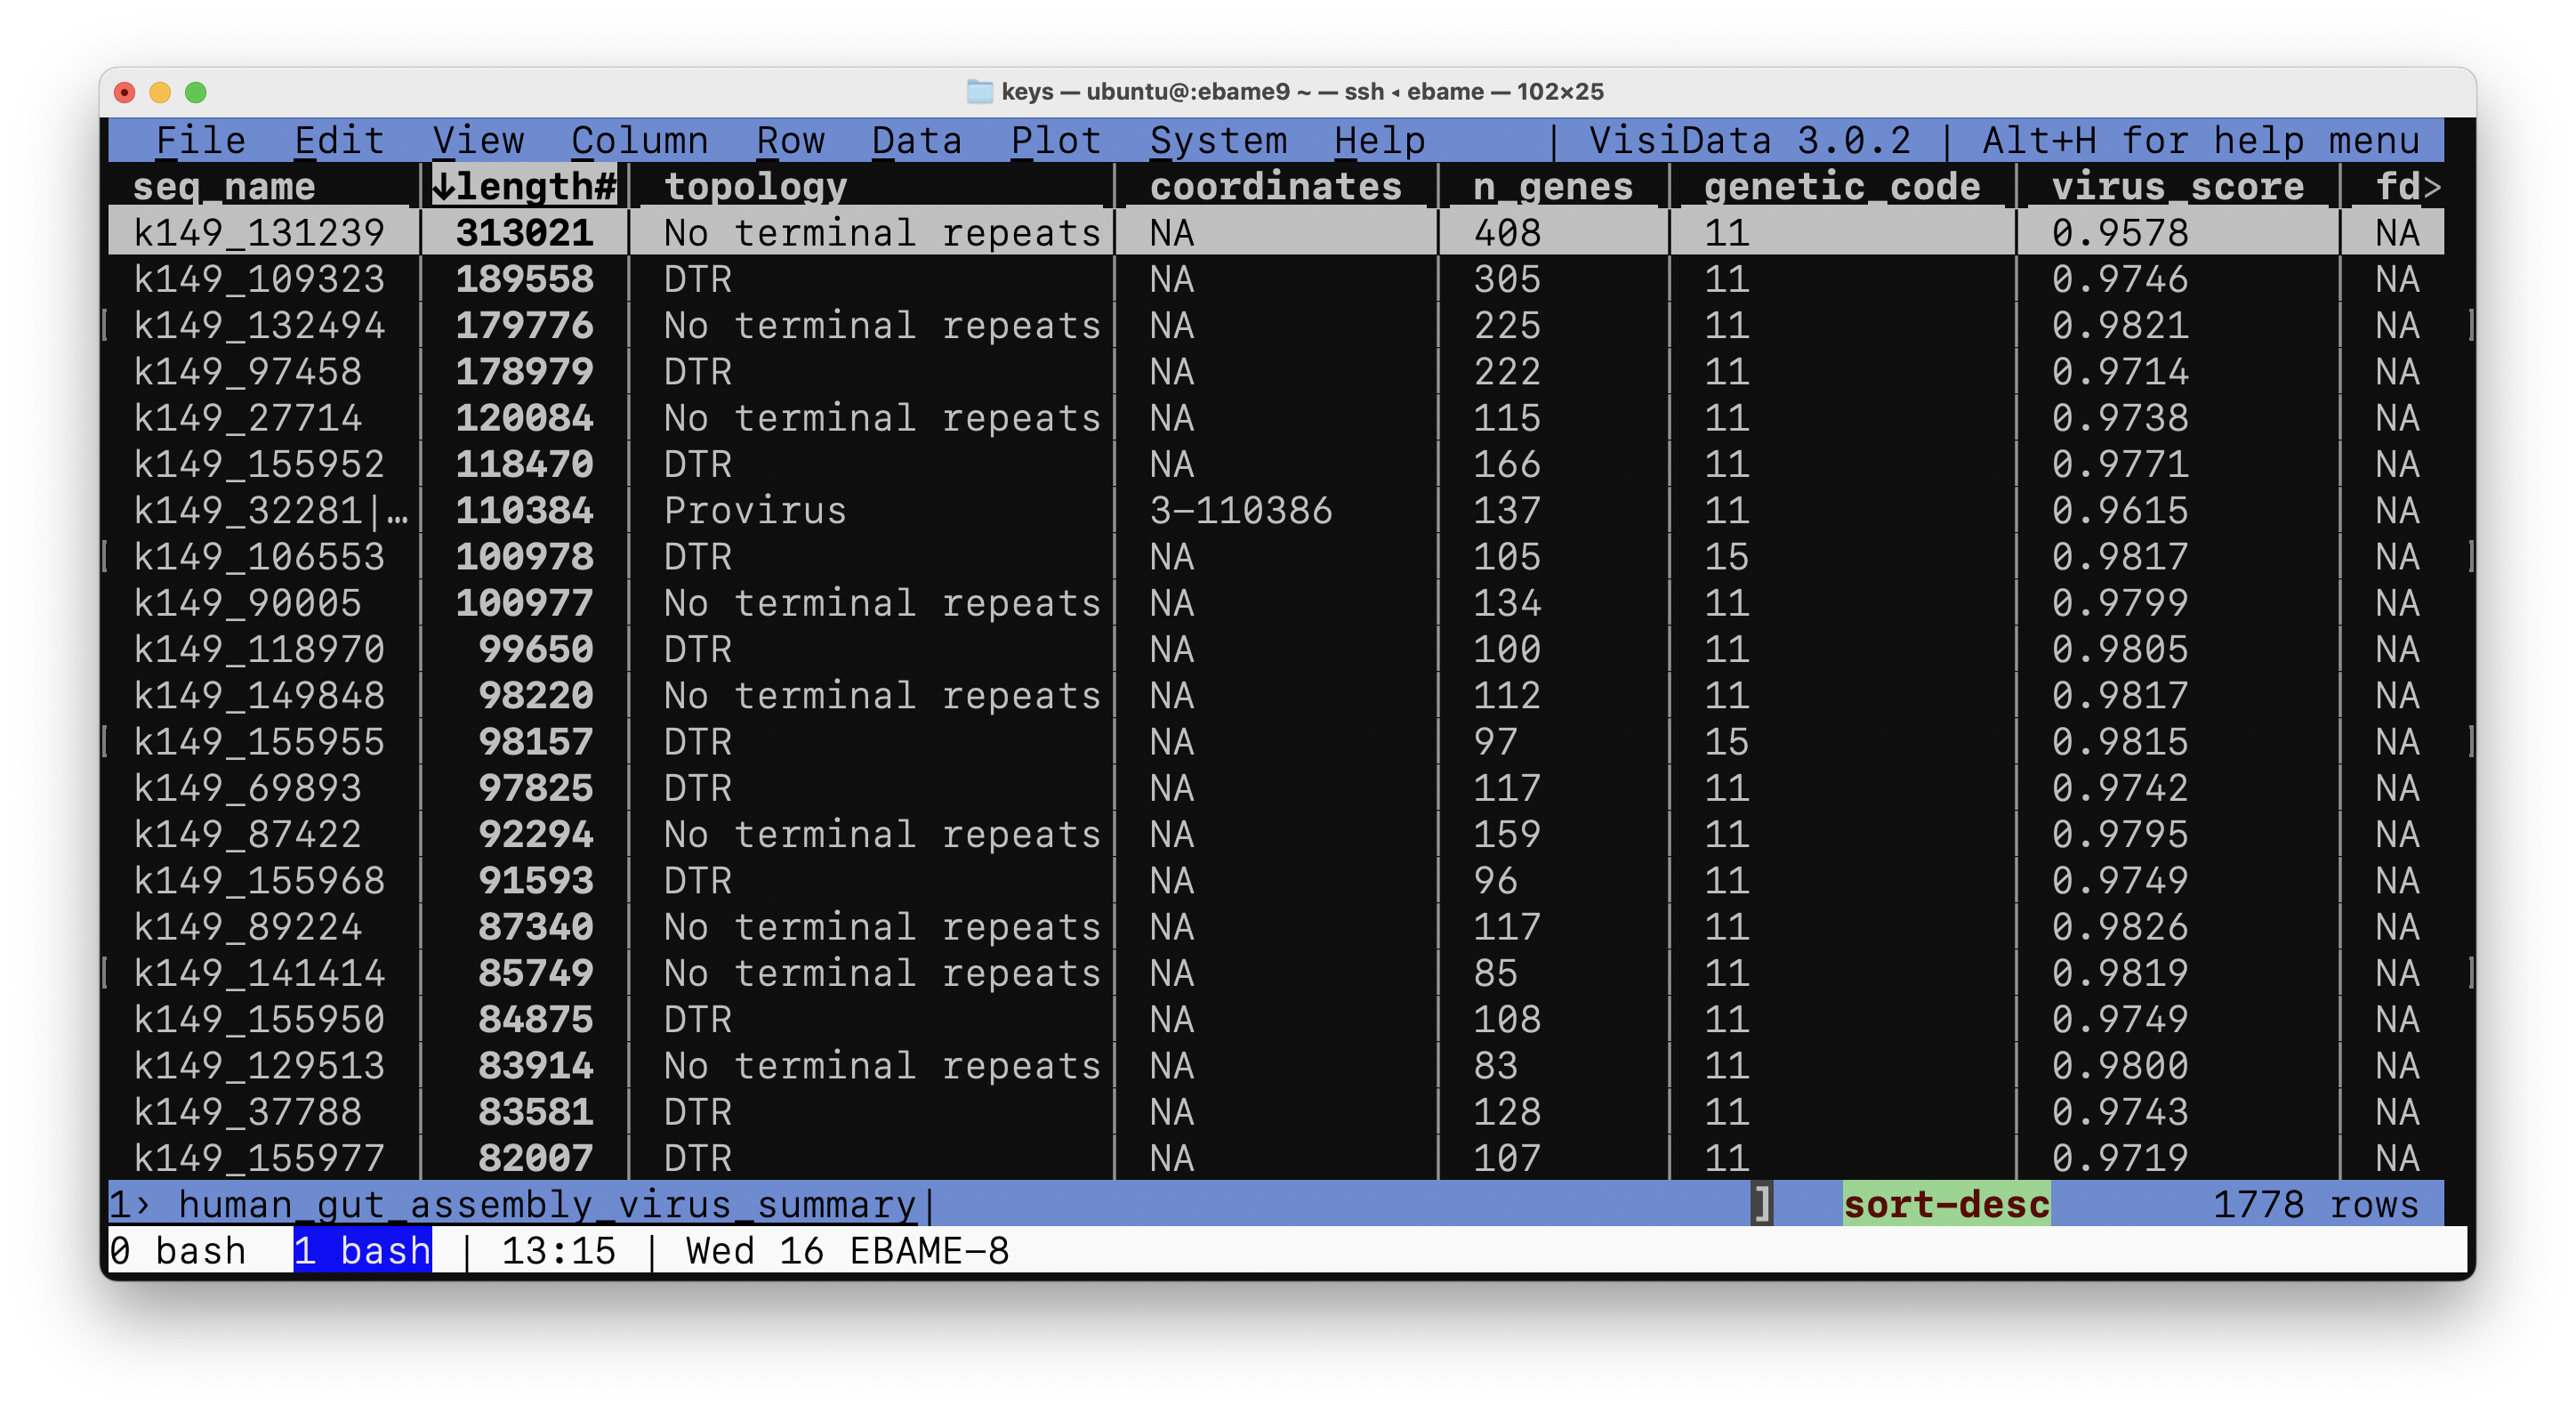 keys — ubuntu@:ebame9 ~ — ssh ◂ ebame — 102×25
File Edit View Column Row Data Plot System Help | VisiData 3.0.2 | Alt+H for help menu
seq_name ↓length# topology coordinates n_genes genetic_code virus_score fd>
k149_131239 313021 No terminal repeats NA 408 11 0.9578 NA
k149_109323 189558 DTR NA 305 11 0.9746 NA
k149_132494 179776 No terminal repeats NA 225 11 0.9821 NA
k149_97458 178979 DTR NA 222 11 0.9714 NA
k149_27714 120084 No terminal repeats NA 115 11 0.9738 NA
k149_155952 118470 DTR NA 166 11 0.9771 NA
k149_32281|… 110384 Provirus 3–110386 137 11 0.9615 NA
k149_106553 100978 DTR NA 105 15 0.9817 NA
k149_90005 100977 No terminal repeats NA 134 11 0.9799 NA
k149_118970 99650 DTR NA 100 11 0.9805 NA
k149_149848 98220 No terminal repeats NA 112 11 0.9817 NA
k149_155955 98157 DTR NA 97 15 0.9815 NA
k149_69893 97825 DTR NA 117 11 0.9742 NA
k149_87422 92294 No terminal repeats NA 159 11 0.9795 NA
k149_155968 91593 DTR NA 96 11 0.9749 NA
k149_89224 87340 No terminal repeats NA 117 11 0.9826 NA
k149_141414 85749 No terminal repeats NA 85 11 0.9819 NA
k149_155950 84875 DTR NA 108 11 0.9749 NA
k149_129513 83914 No terminal repeats NA 83 11 0.9800 NA
k149_37788 83581 DTR NA 128 11 0.9743 NA
k149_155977 82007 DTR NA 107 11 0.9719 NA
1› human_gut_assembly_virus_summary| ] sort-desc 1778 rows
0 bash 1 bash | 13:15 | Wed 16 EBAME-8